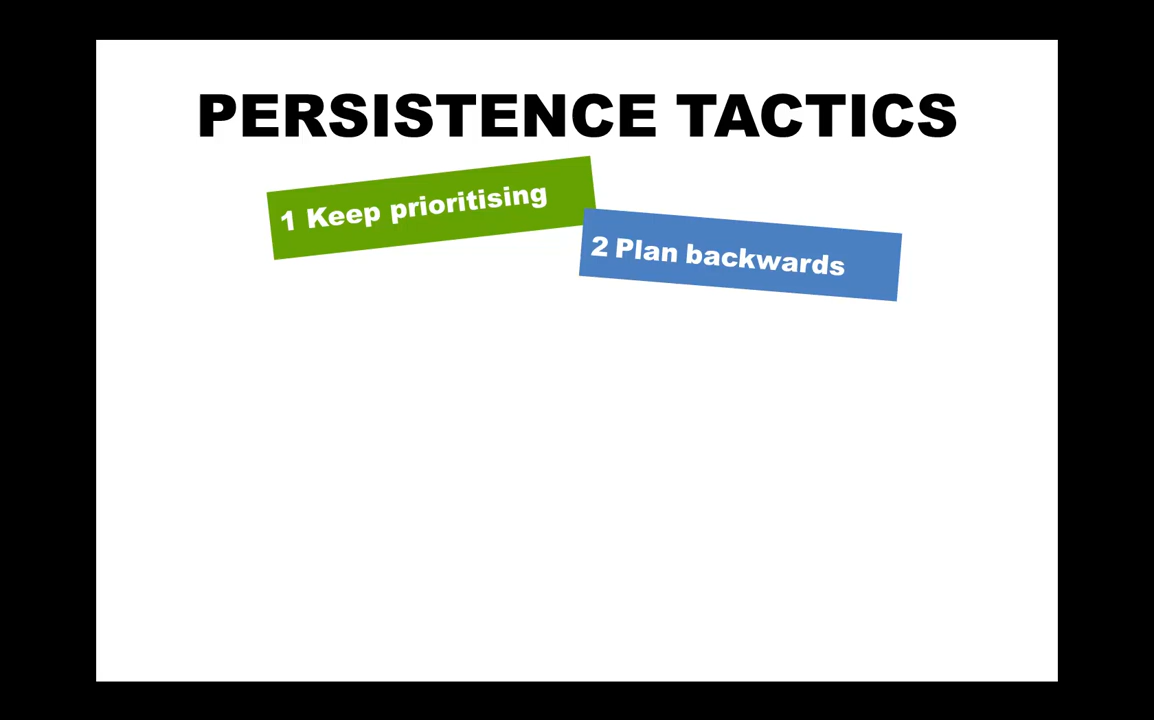 PERSISTENCE TACTICS
1 Keep prioritising
2 Plan backwards